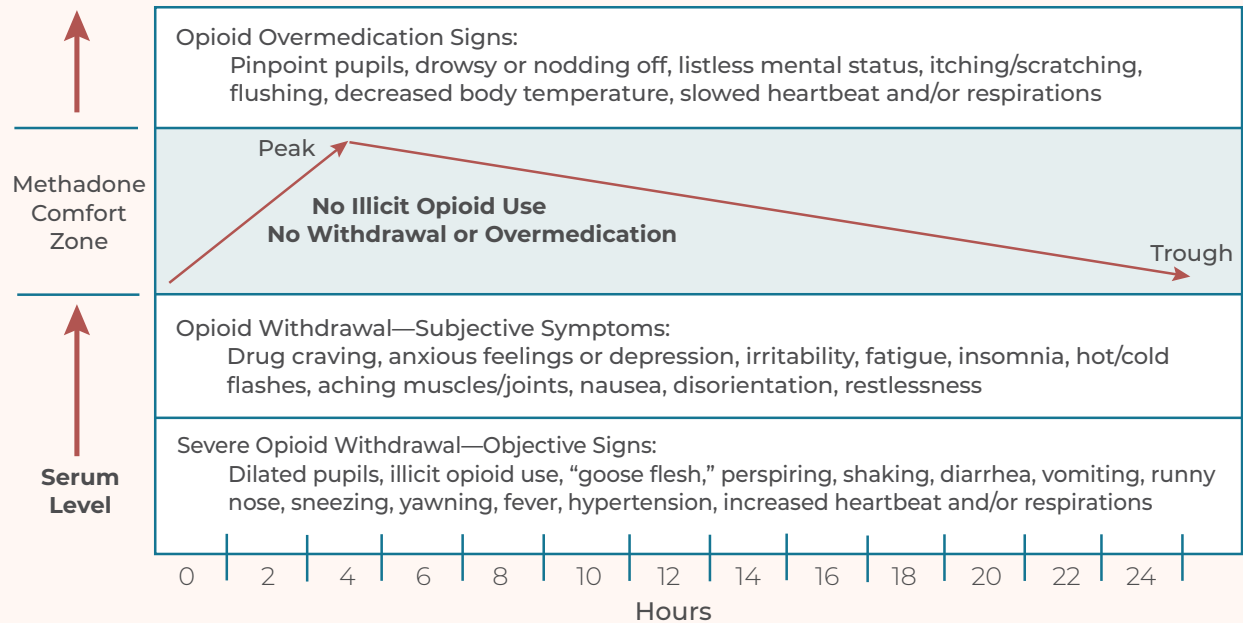 Opioid Overmedication Signs:
Pinpoint pupils, drowsy or nodding off, listless mental status, itching/scratching,
flushing, decreased body temperature, slowed heartbeat and/or respirations
Methadone
Comfort
Zone
Peak
No Illicit Opioid Use
No Withdrawal or Overmedication
Trough
Opioid Withdrawal—Subjective Symptoms:
Drug craving, anxious feelings or depression, irritability, fatigue, insomnia, hot/cold
flashes, aching muscles/joints, nausea, disorientation, restlessness
Serum
Level
Severe Opioid Withdrawal—Objective Signs:
Dilated pupils, illicit opioid use, “goose flesh,” perspiring, shaking, diarrhea, vomiting, runny
nose, sneezing, yawning, fever, hypertension, increased heartbeat and/or respirations
0 2 4 6 8 10 12 14 16 18 20 22 24
Hours